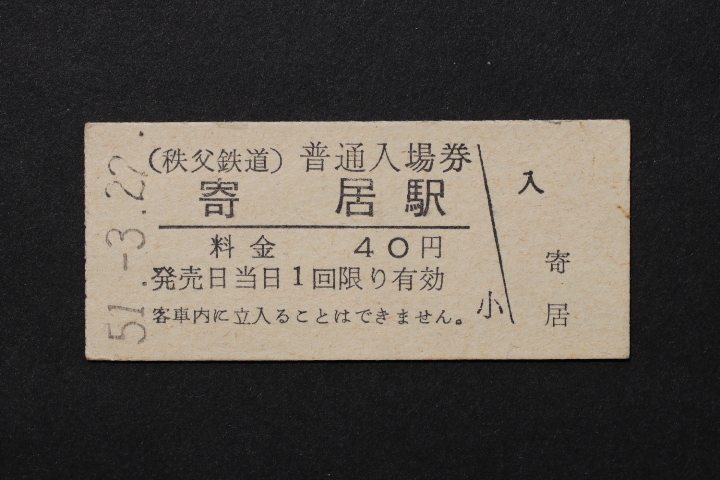 51.-3.22.
(秩父鉄道) 普通入場券
寄居駅
料金 40円
発売日当日1回限り有効
客車内に立入ることはできません。
小
入
寄居